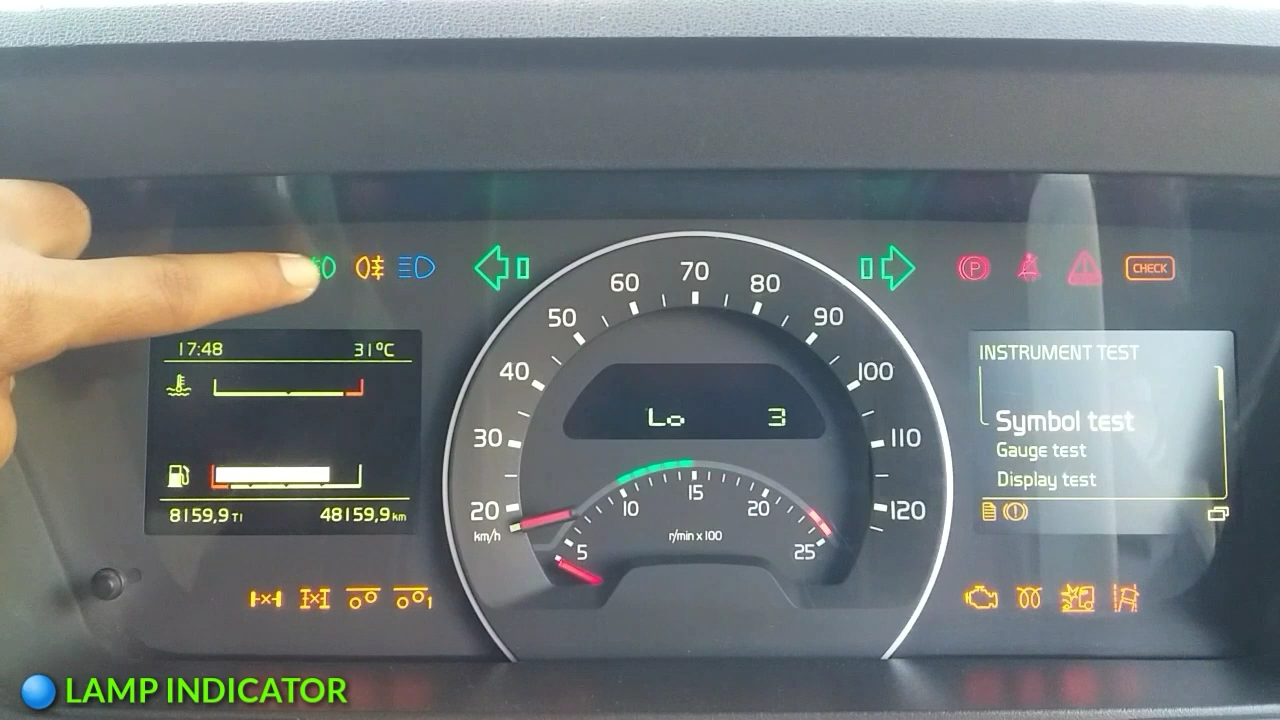 CHECK
17:48 31°C
8159,9 TI 48159,9 km
20 30 40 50 60 70 80 90 100 110 120
km/h
Lo 3
5 10 15 20 25
r/min x 100
P
INSTRUMENT TEST
Symbol test
Gauge test
Display test
1
LAMP INDICATOR